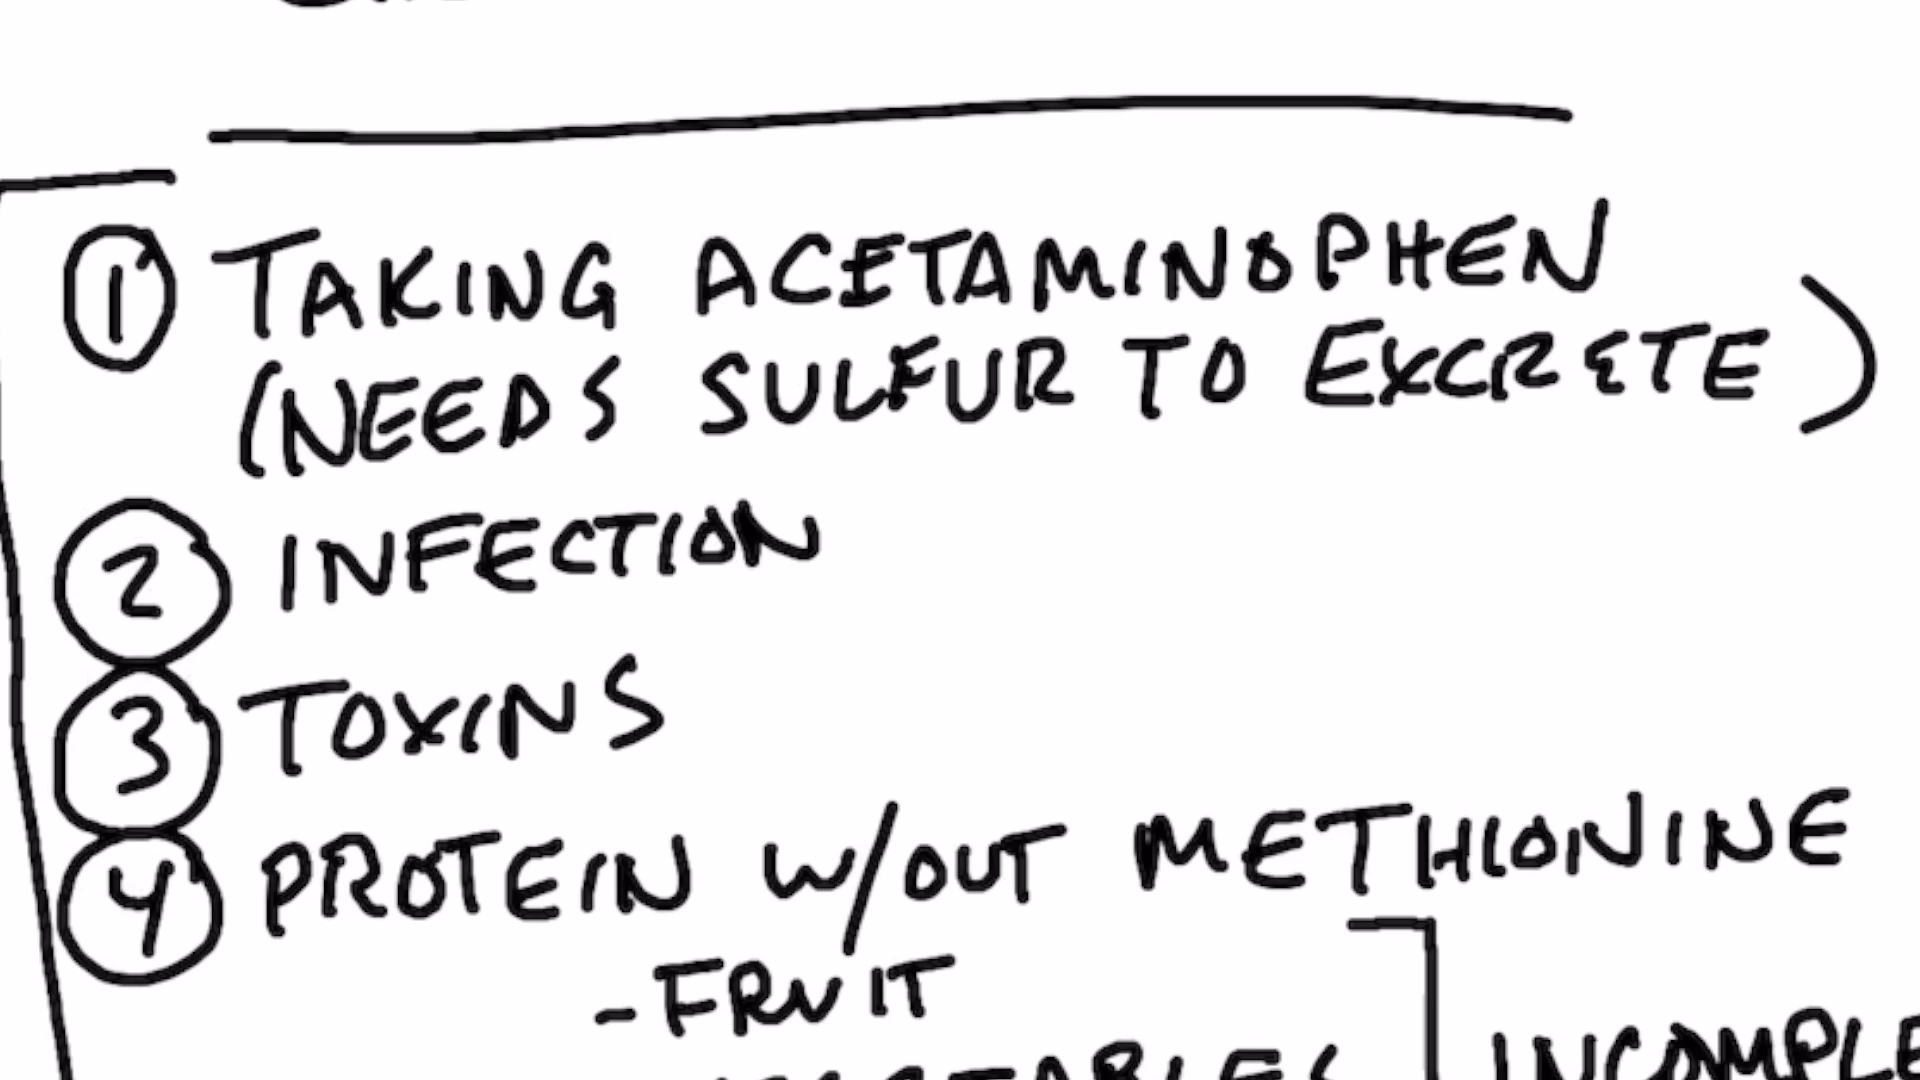 1 TAKING ACETAMINOPHEN
(NEEDS SULFUR TO EXCRETE)
2 INFECTION
3 TOXINS
4 PROTEIN W/OUT METHIONINE
- FRUIT